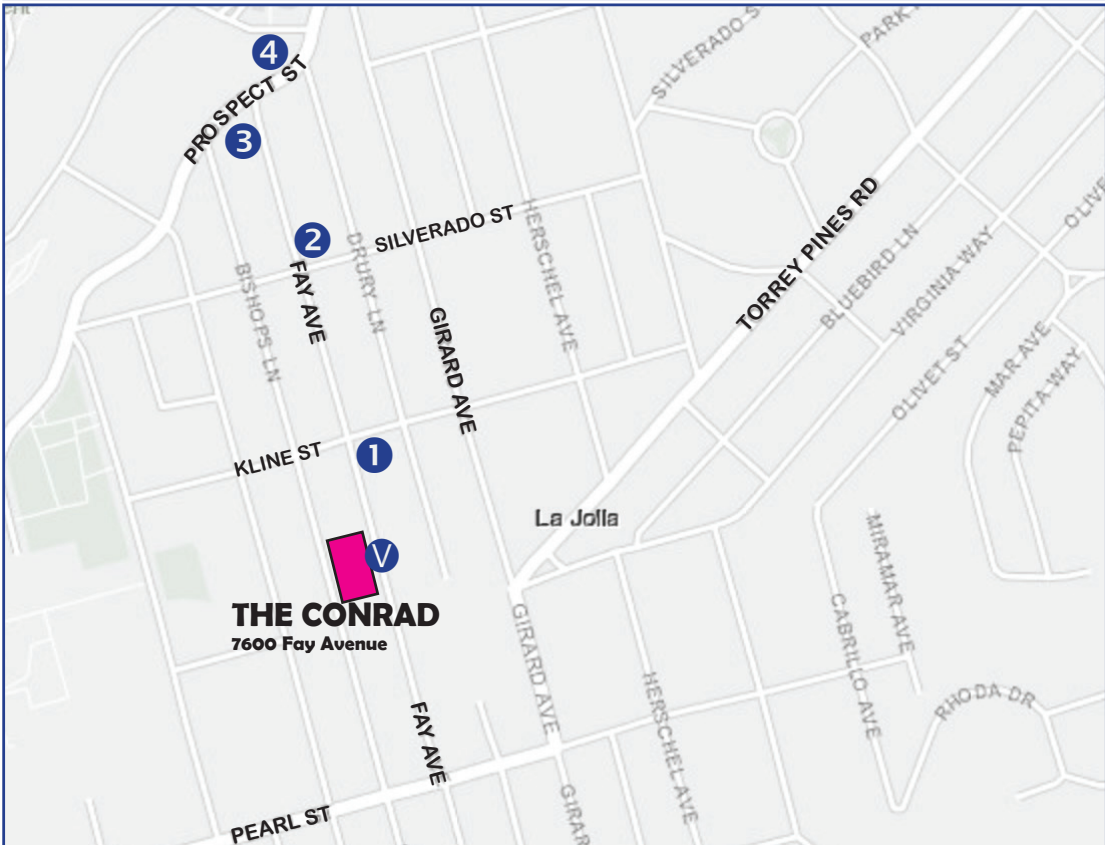 SILVERADO S
PARK
4
PROSPECT ST
3
2
SILVERADO ST
HERSCHEL AVE
DRURY LN
FAY AVE
BISHOPS LN
GIRARD AVE
TORREY PINES RD
BLUEBIRD LN
VIRGINIA WAY
OLIVE
OLIVET ST
MAR AVE
PEPITA WAY
KLINE ST
1
La Jolla
V
THE CONRAD
7600 Fay Avenue
MIRAMAR AVE
CABRILLO AVE
RHODA DR
GIRARD AVE
HERSCHEL AVE
FAY AVE
PEARL ST
GIRAR